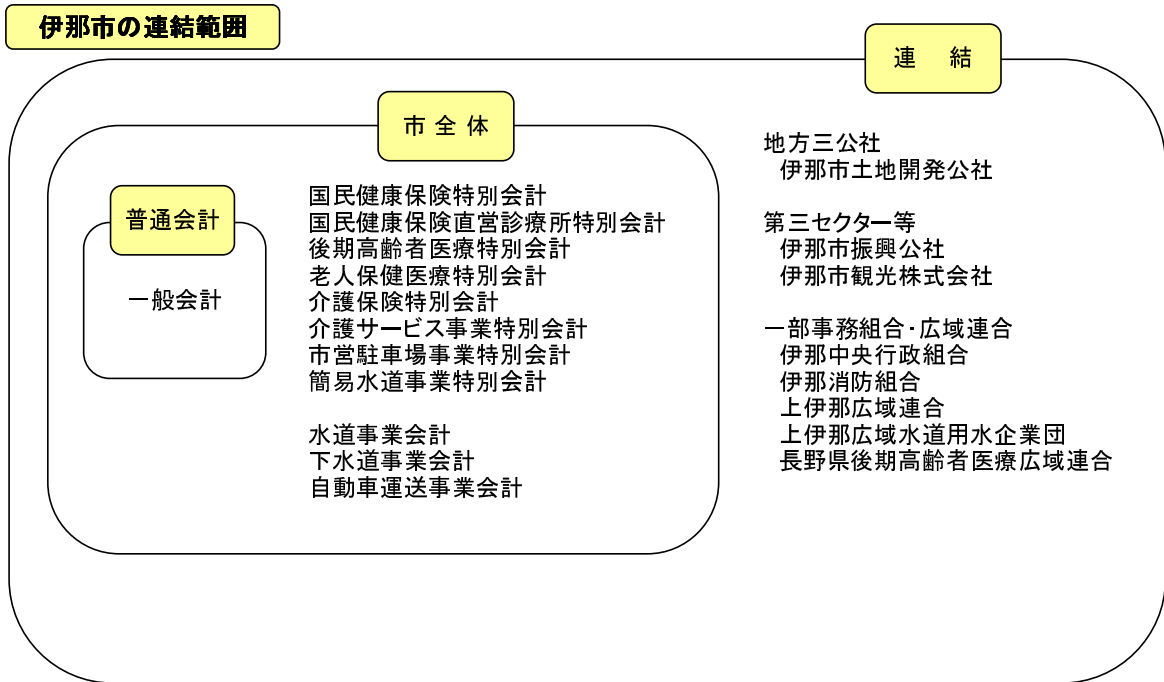 伊那市の連結範囲
連　結
市 全 体
普通会計
一般会計
国民健康保険特別会計
国民健康保険直営診療所特別会計
後期高齢者医療特別会計
老人保健医療特別会計
介護保険特別会計
介護サービス事業特別会計
市営駐車場事業特別会計
簡易水道事業特別会計
水道事業会計
下水道事業会計
自動車運送事業会計
地方三公社
伊那市土地開発公社
第三セクター等
伊那市振興公社
伊那市観光株式会社
一部事務組合・広域連合
伊那中央行政組合
伊那消防組合
上伊那広域連合
上伊那広域水道用水企業団
長野県後期高齢者医療広域連合